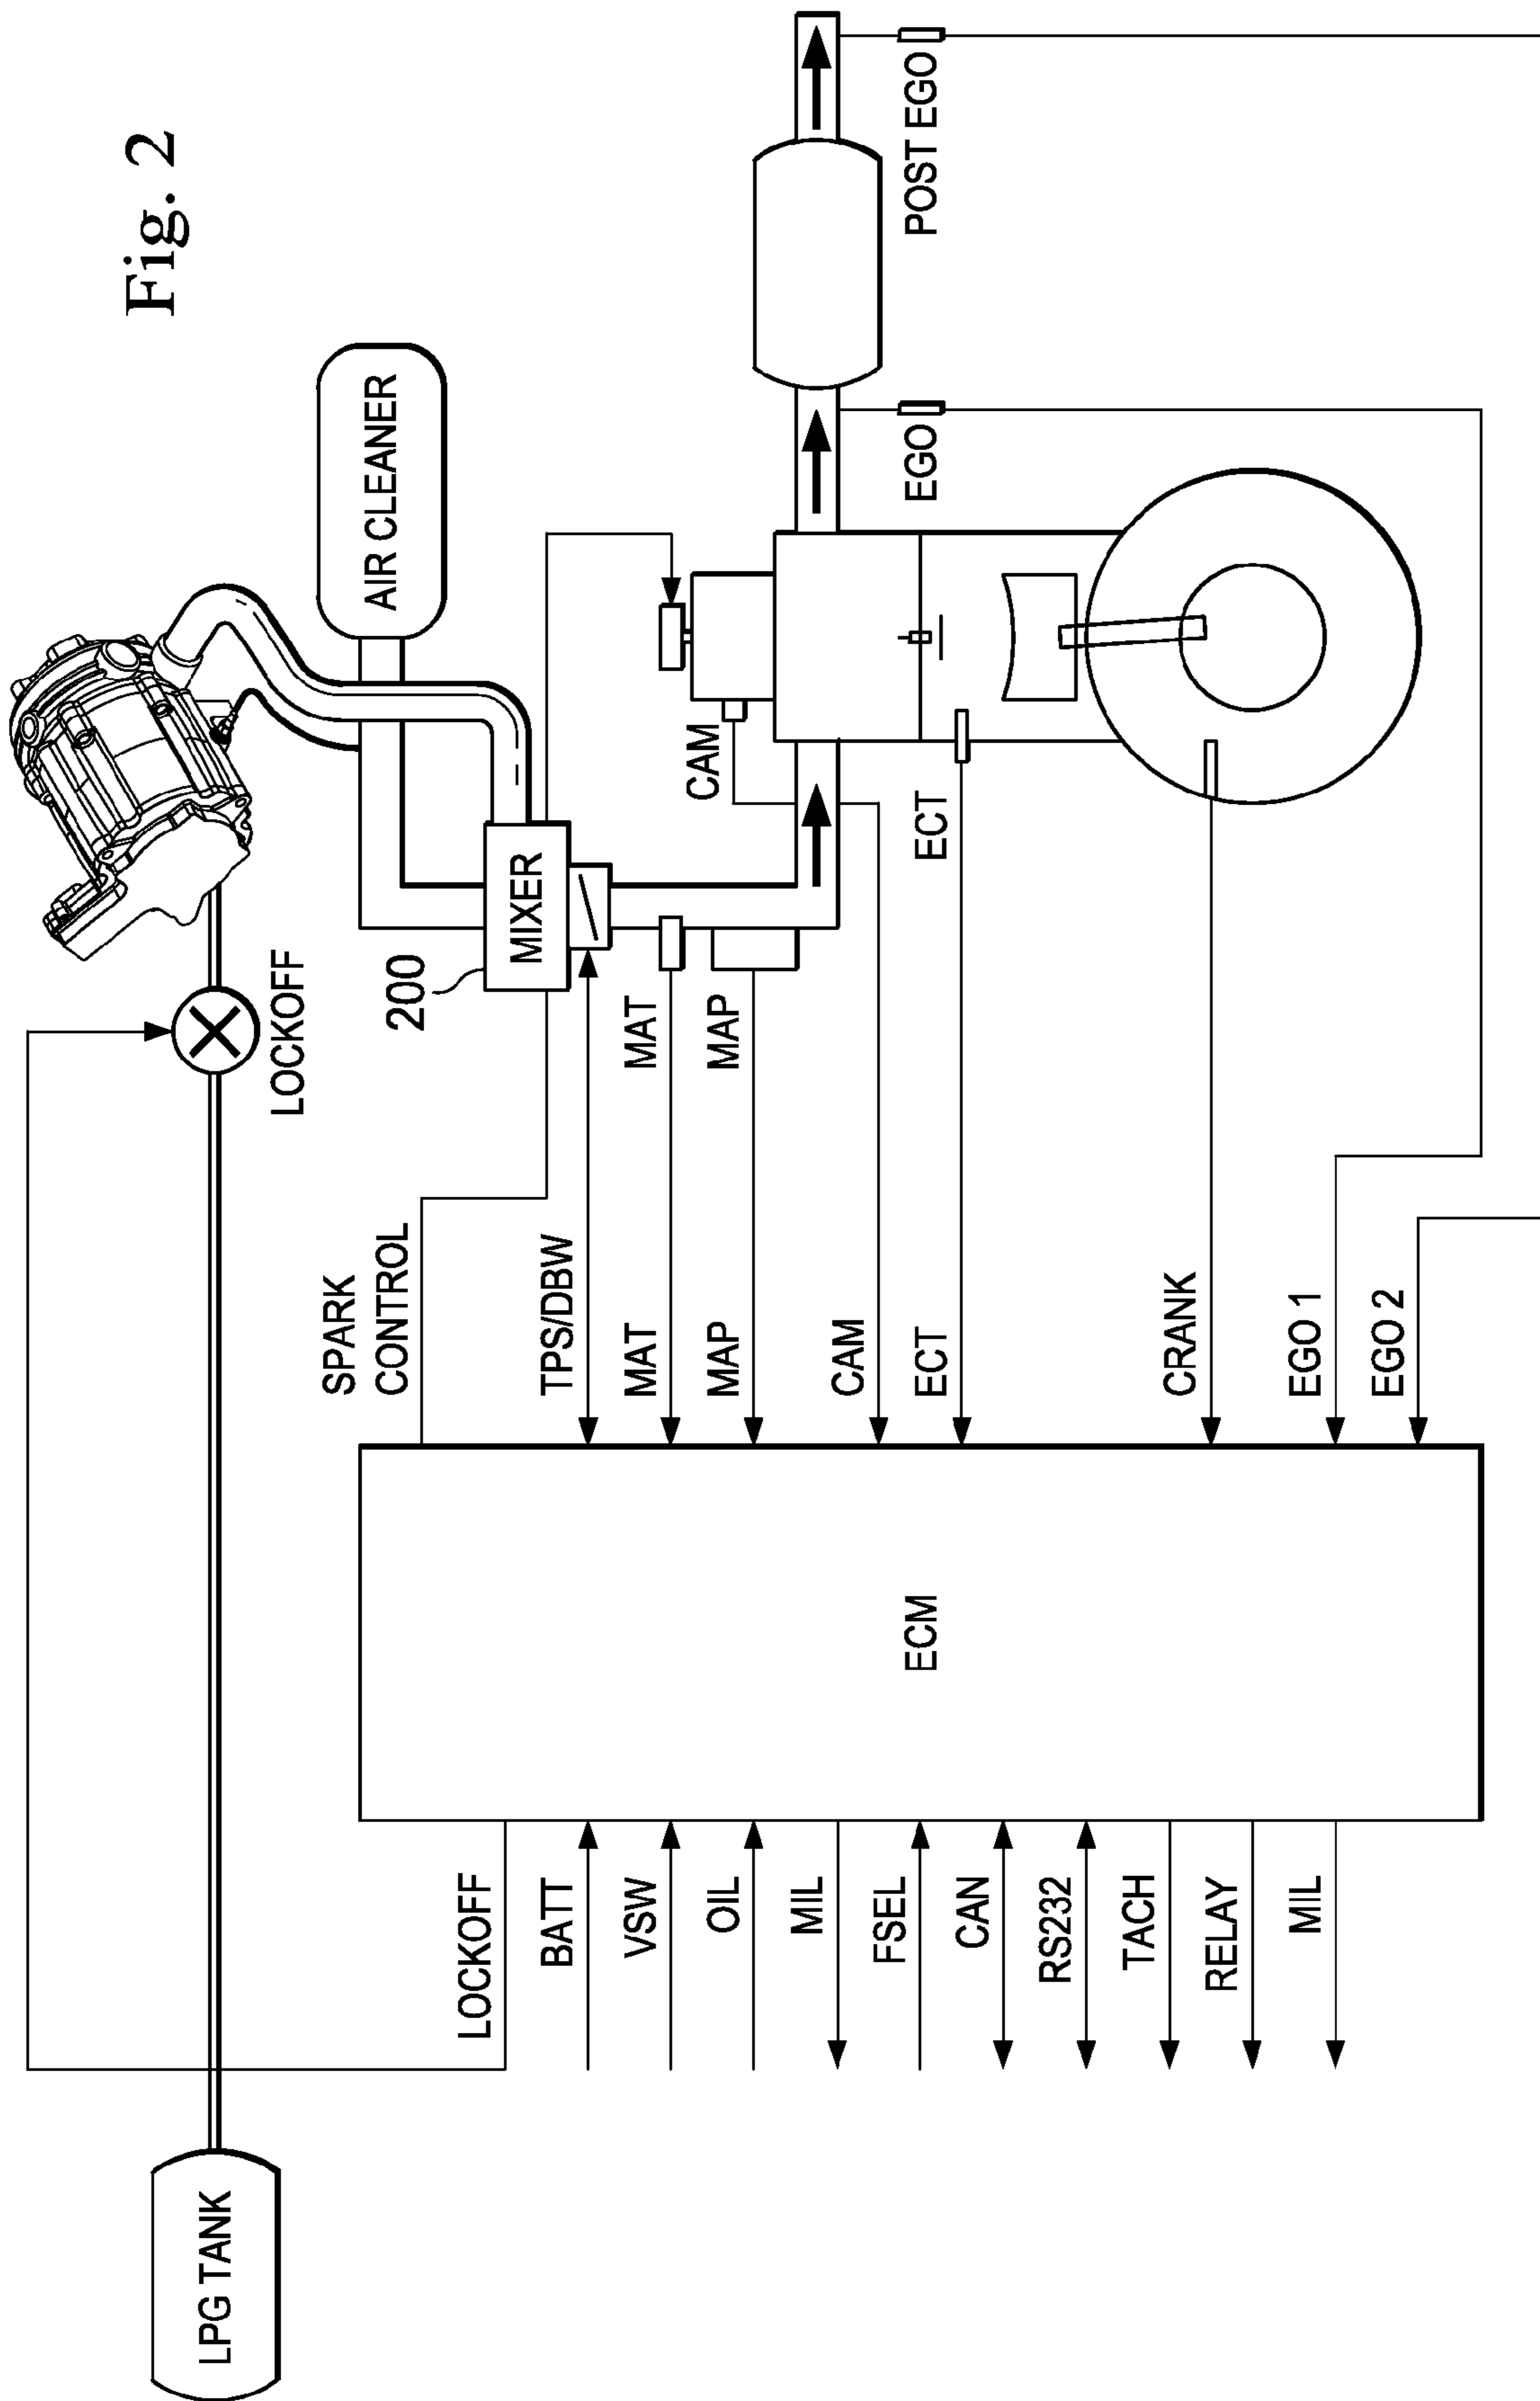 Fig. 2
LPG TANK
LOCKOFF
AIR CLEANER
200
MIXER
SPARK
CONTROL
TPS/DBW
MAT
MAT
MAP
MAP
CAM
CAM
ECT
ECT
CRANK
EGO 1
EGO 2
EGO
POST EGO
ECM
LOCKOFF
BATT
VSW
OIL
MIL
FSEL
CAN
RS232
TACH
RELAY
MIL